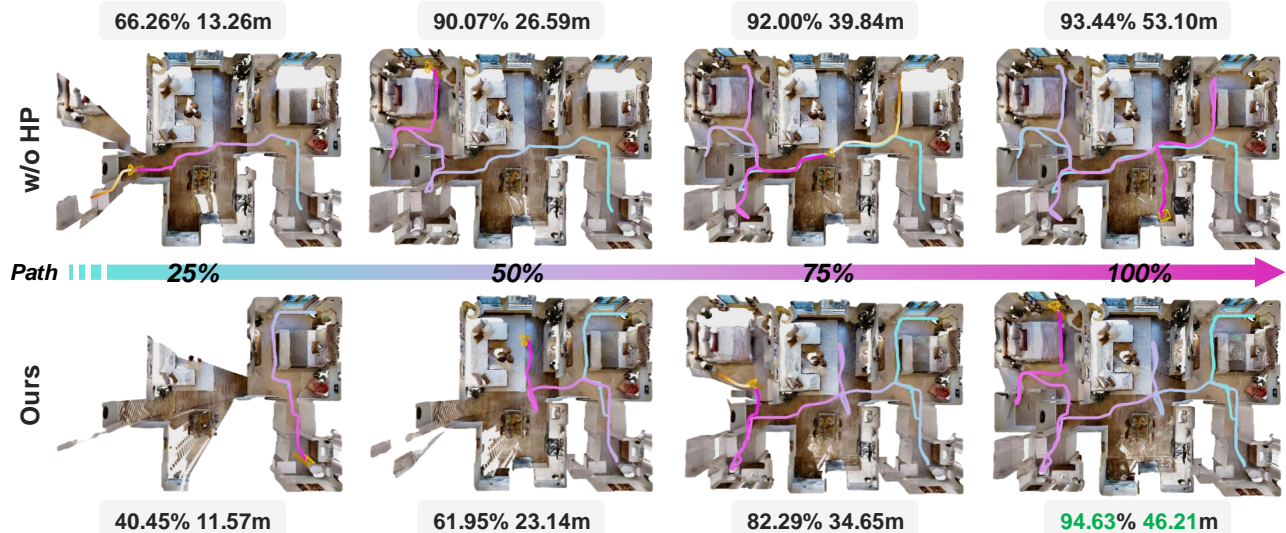 66.26% 13.26m
90.07% 26.59m
92.00% 39.84m
93.44% 53.10m
w/o HP
Path
25%
50%
75%
100%
Ours
40.45% 11.57m
61.95% 23.14m
82.29% 34.65m
94.63% 46.21m